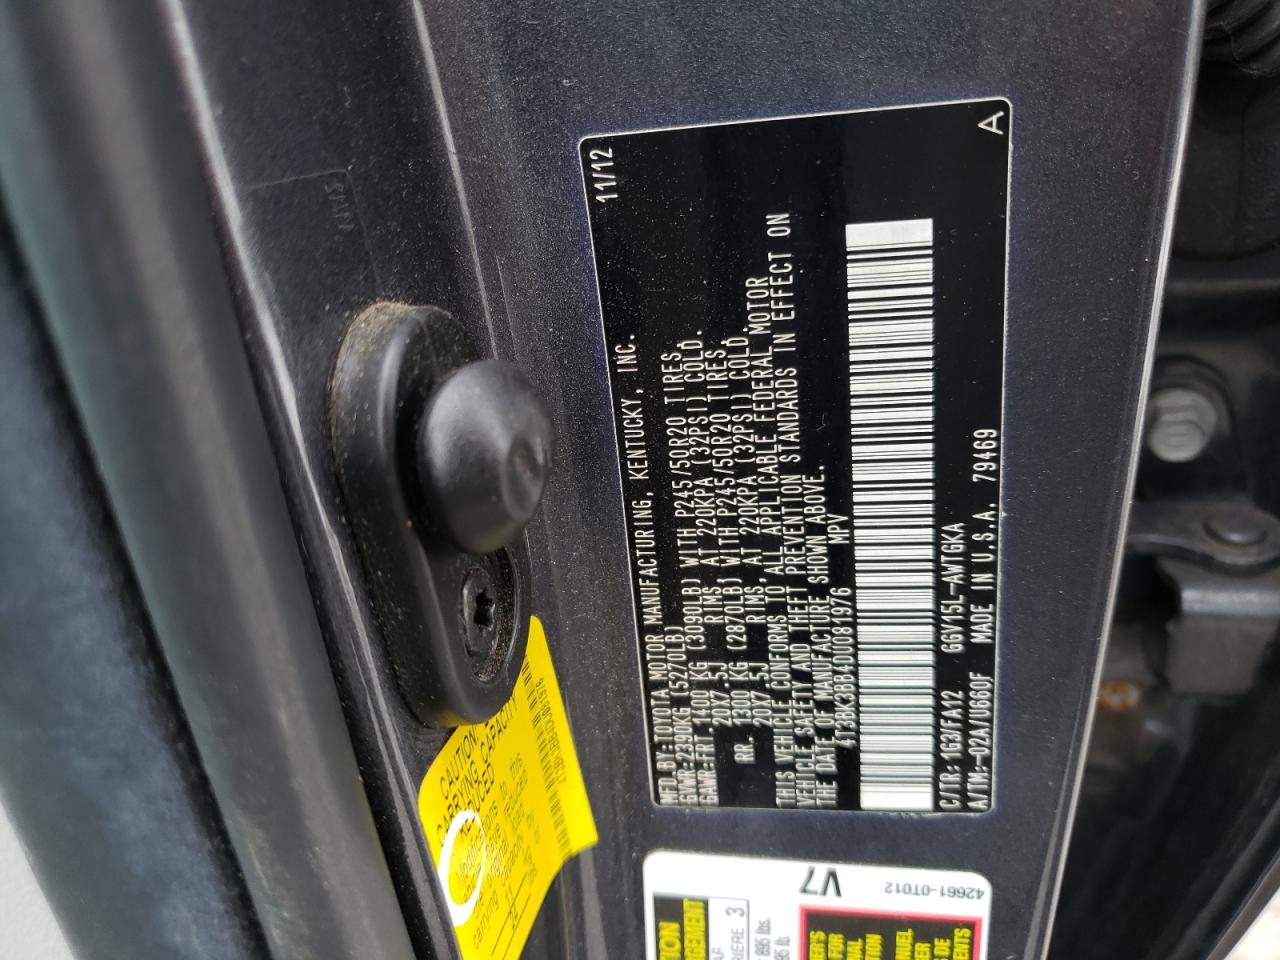 MFD.BY:TOYOTA MOTOR MANUFACTURING, KENTUCKY, INC. 11/12
GVWR:2390KG (5270LB)
GAWR:FR. 1400 KG (3090LB) WITH P245/50R20 TIRES,
20X7.5J RIMS, AT 220KPA (32PSI) COLD.
RR. 1300 KG (2870LB) WITH P245/50R20 TIRES,
20X7.5J RIMS, AT 220KPA (32PSI) COLD.
THIS VEHICLE CONFORMS TO ALL APPLICABLE FEDERAL MOTOR
VEHICLE SAFETY AND THEFT PREVENTION STANDARDS IN EFFECT ON
THE DATE OF MANUFACTURE SHOWN ABOVE.
4T3BK3BB4DU081976 MPV
C/TR:1G3/FA12 GGV15L-AWTGKA
A/TM:-02A/U660F MADE IN U.S.A. 79469
A
CAUTION
CARRYING CAPACITY
REDUCED
carrying
V7
42661-0T012
3